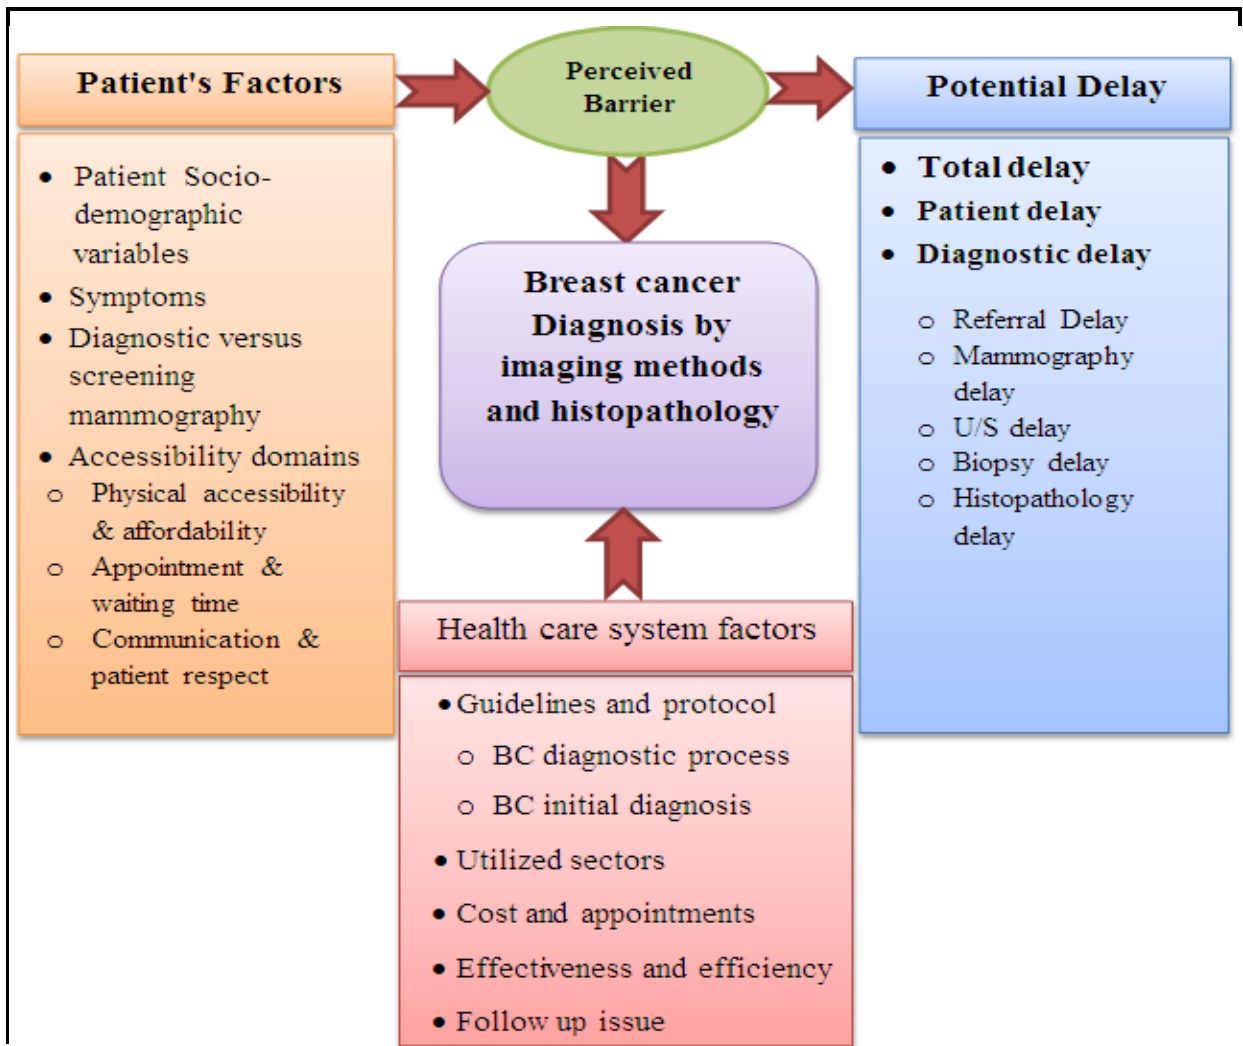 Patient's Factors
• Patient Socio-
demographic
variables
• Symptoms
• Diagnostic versus
screening
mammography
• Accessibility domains
o Physical accessibility
& affordability
o Appointment &
waiting time
o Communication &
patient respect
Perceived
Barrier
Breast cancer
Diagnosis by
imaging methods
and histopathology
Health care system factors
• Guidelines and protocol
o BC diagnostic process
o BC initial diagnosis
• Utilized sectors
• Cost and appointments
• Effectiveness and efficiency
• Follow up issue
Potential Delay
• Total delay
• Patient delay
• Diagnostic delay
o Referral Delay
o Mammography
delay
o U/S delay
o Biopsy delay
o Histopathology
delay